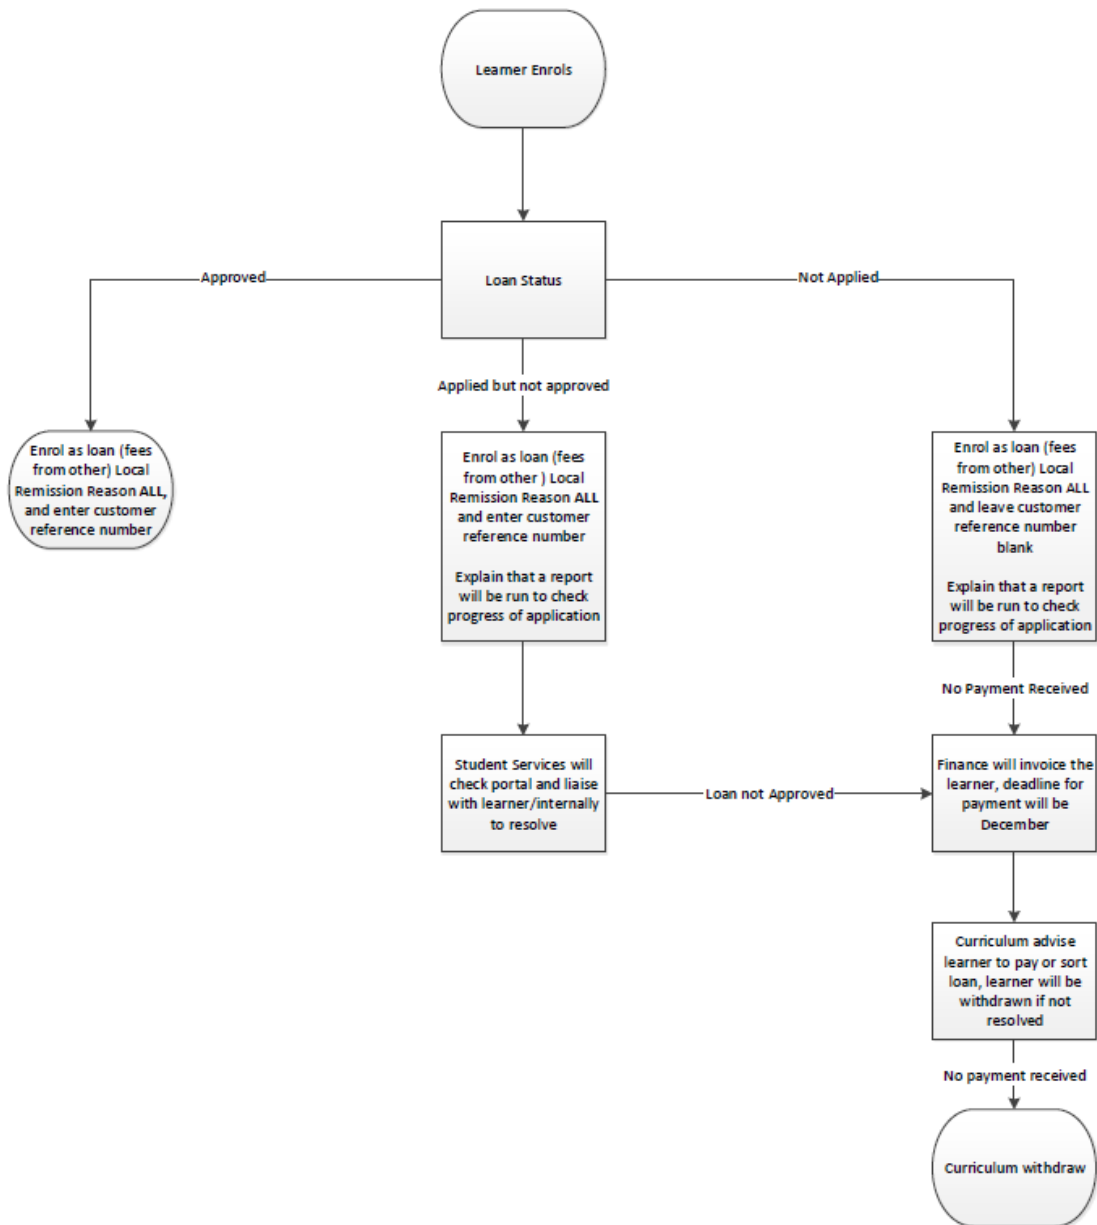 Learner Enrols
Loan Status
Approved
Not Applied
Applied but not approved
Enrol as loan (fees
from other) Local
Remission Reason ALL,
and enter customer
reference number
Enrol as loan (fees
from other ) Local
Remission Reason ALL
and enter customer
reference number
Explain that a report
will be run to check
progress of application
Enrol as loan (fees
from other) Local
Remission Reason ALL
and leave customer
reference number
blank
Explain that a report
will be run to check
progress of application
No Payment Received
Student Services will
check portal and liaise
with learner/internally
to resolve
Loan not Approved
Finance will invoice the
learner, deadline for
payment will be
December
Curriculum advise
learner to pay or sort
loan, learner will be
withdrawn if not
resolved
No payment received
Curriculum withdraw